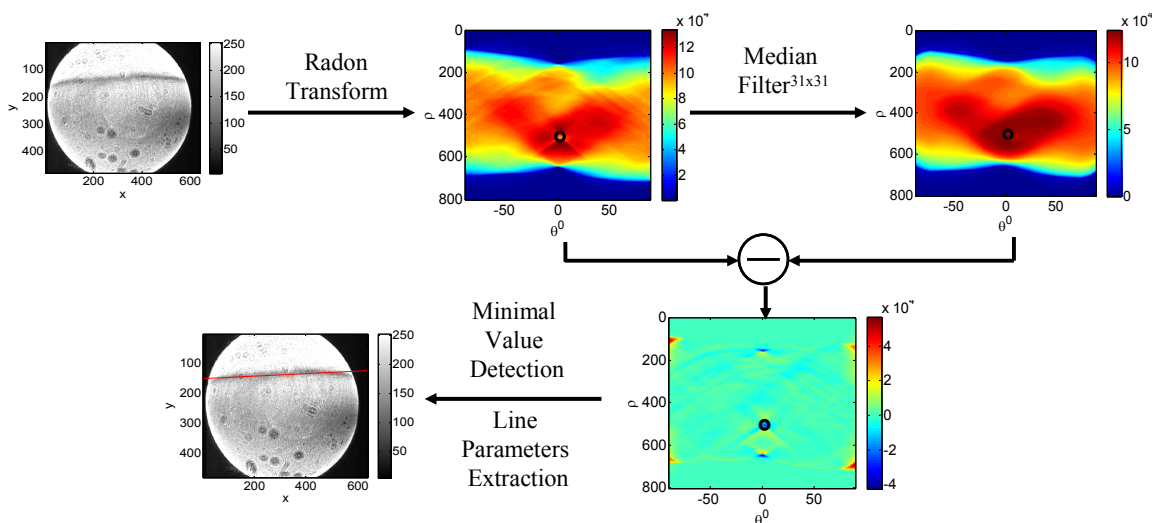 250
200
150
100
50
100
200
300
400
200 400 600
x
y
Radon
Transform
x 10⁴
0
200
400
600
800
-50 0 50
ρ
θ⁰
12
10
8
6
4
2
Median
Filter³¹ˣ³¹
x 10⁴
0
200
400
600
800
-50 0 50
ρ
θ⁰
10
5
0
Minimal
Value
Detection
Line
Parameters
Extraction
x 10⁴
0
200
400
600
800
-50 0 50
ρ
θ⁰
4
2
0
-2
-4
250
200
150
100
50
100
200
300
400
200 400 600
x
y